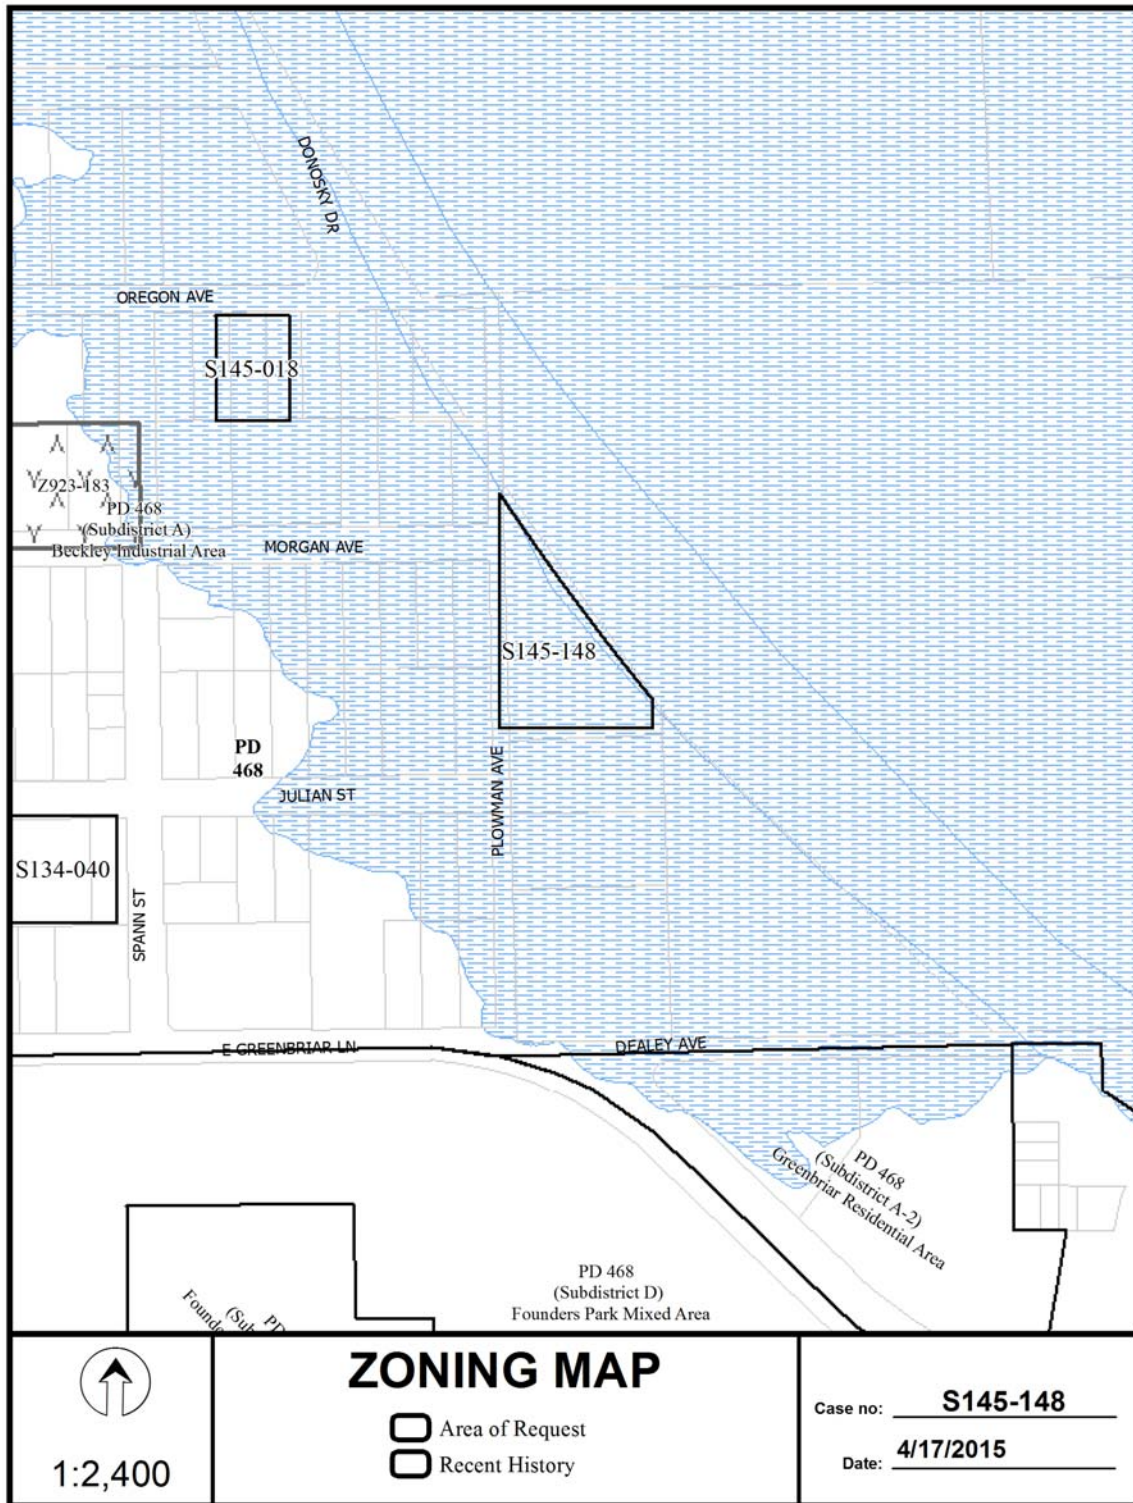 DONOSKY DR
OREGON AVE
S145-018
Z923-183
PD 468
(Subdistrict A)
Beckley Industrial Area
MORGAN AVE
S145-148
PD
468
JULIAN ST
PLOWMAN AVE
S134-040
SPANN ST
E GREENBRIAR LN
DEALEY AVE
PD 468
(Subdistrict A-2)
Greenbriar Residential Area
PD 468
(Subdistrict D)
Founders Park Mixed Area
PD
1:2,400
ZONING MAP
Area of Request
Recent History
Case no: S145-148
Date: 4/17/2015